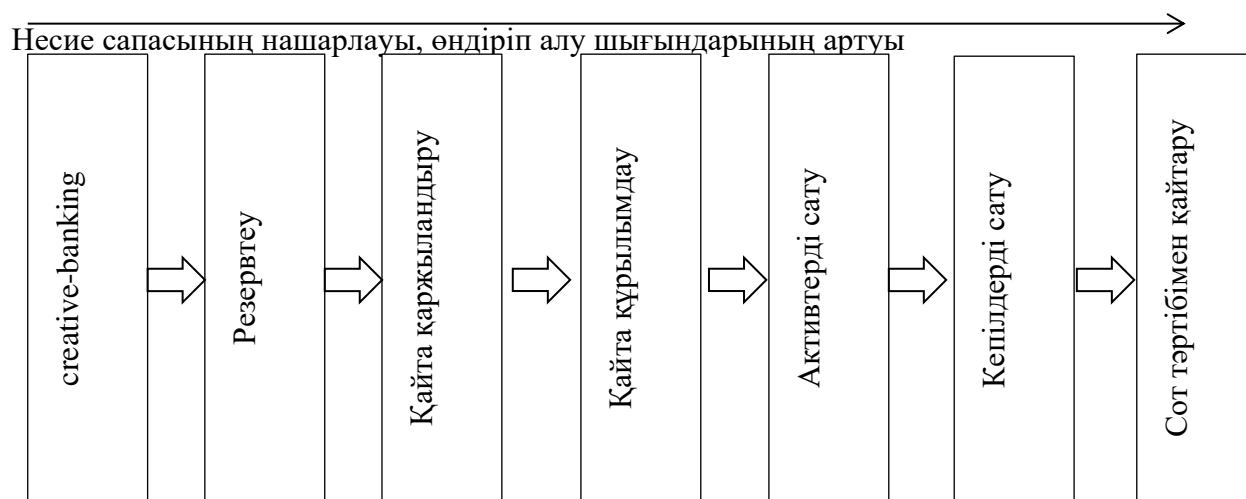 Несие сапасының нашарлауы, өндіріп алу шығындарының артуы
creative-banking
Резервтеу
Қайта қаржыландыру
Қайта құрылымдау
Активтерді сату
Кепілдерді сату
Сот тәртібімен қайтару